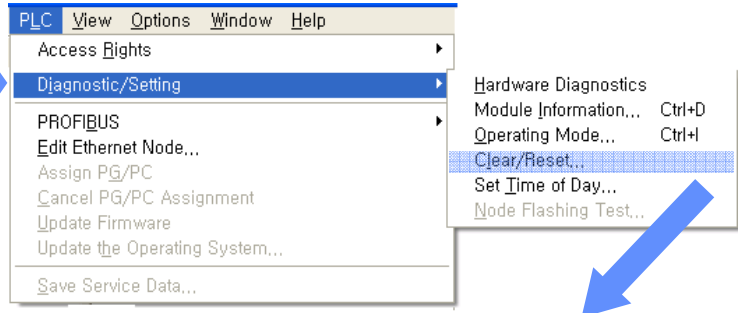 PLC View Options Window Help
Access Rights
Diagnostic/Setting
PROFIBUS
Edit Ethernet Node...
Assign PG/PC
Cancel PG/PC Assignment
Update Firmware
Update the Operating System...
Save Service Data...
Hardware Diagnostics
Module Information... Ctrl+D
Operating Mode... Ctrl+I
Clear/Reset...
Set Time of Day...
Node Flashing Test...